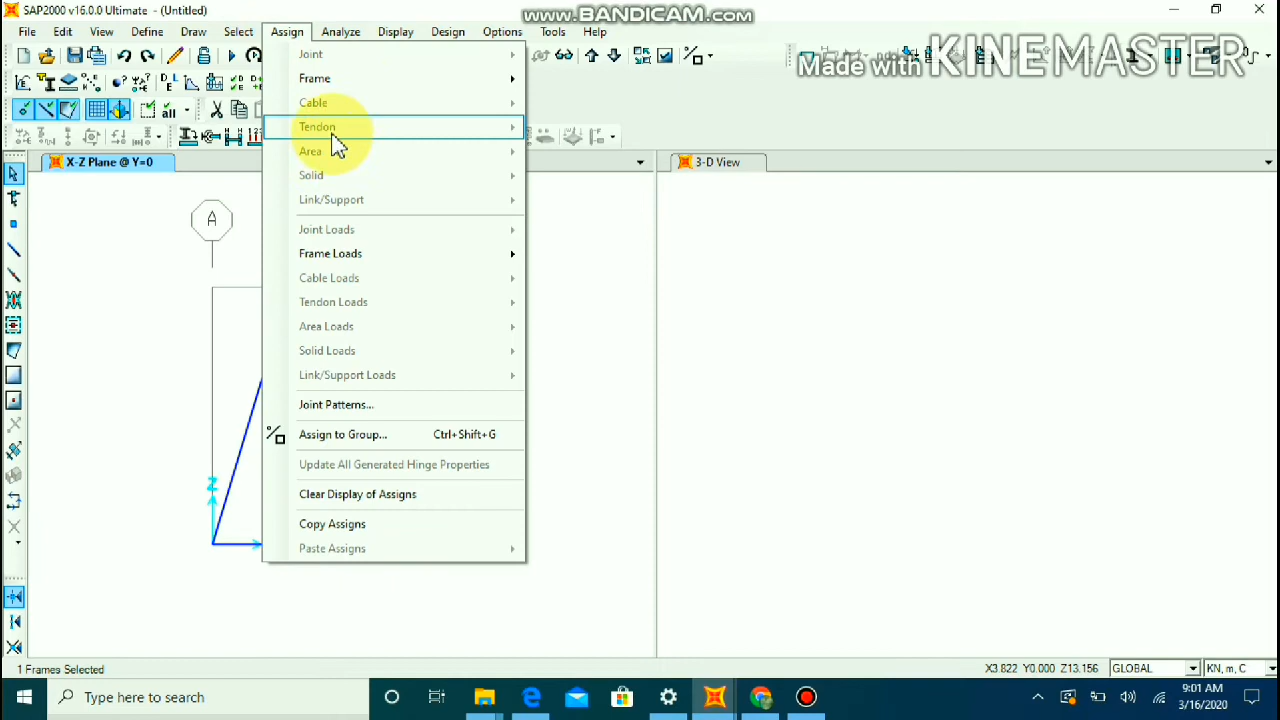 SAP2000 v16.0.0 Ultimate - (Untitled)
www.BANDICAM.com
File Edit View Define Draw Select Assign Analyze Display Design Options Tools Help
Made with KINEMASTER
all
X-Z Plane @ Y=0
3-D View
A
Z
Joint
Frame
Cable
Tendon
Area
Solid
Link/Support
Joint Loads
Frame Loads
Cable Loads
Tendon Loads
Area Loads
Solid Loads
Link/Support Loads
Joint Patterns...
Assign to Group... Ctrl+Shift+G
Update All Generated Hinge Properties
Clear Display of Assigns
Copy Assigns
Paste Assigns
1 Frames Selected
X3.822 Y0.000 Z13.156
GLOBAL
KN, m, C
Type here to search
9:01 AM
3/16/2020